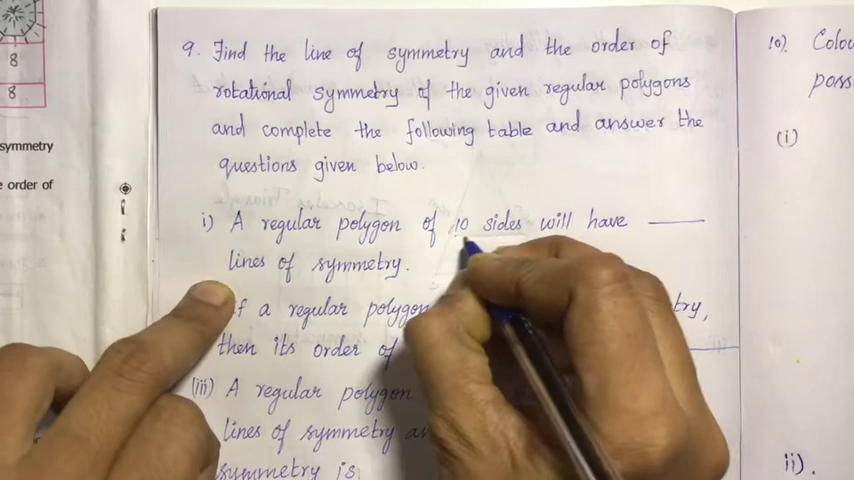 8
8
symmetry
e order of
9. Find the line of symmetry and the order of
rotational symmetry of the given regular polygons
and complete the following table and answer the
questions given below.
i) A regular polygon of 10 sides will have ———
lines of symmetry.
If a regular polygon
try,
then its order of
(iii) A regular polygon
lines of symmetry
symmetry is
10) Colou
poss
(i)
ii).